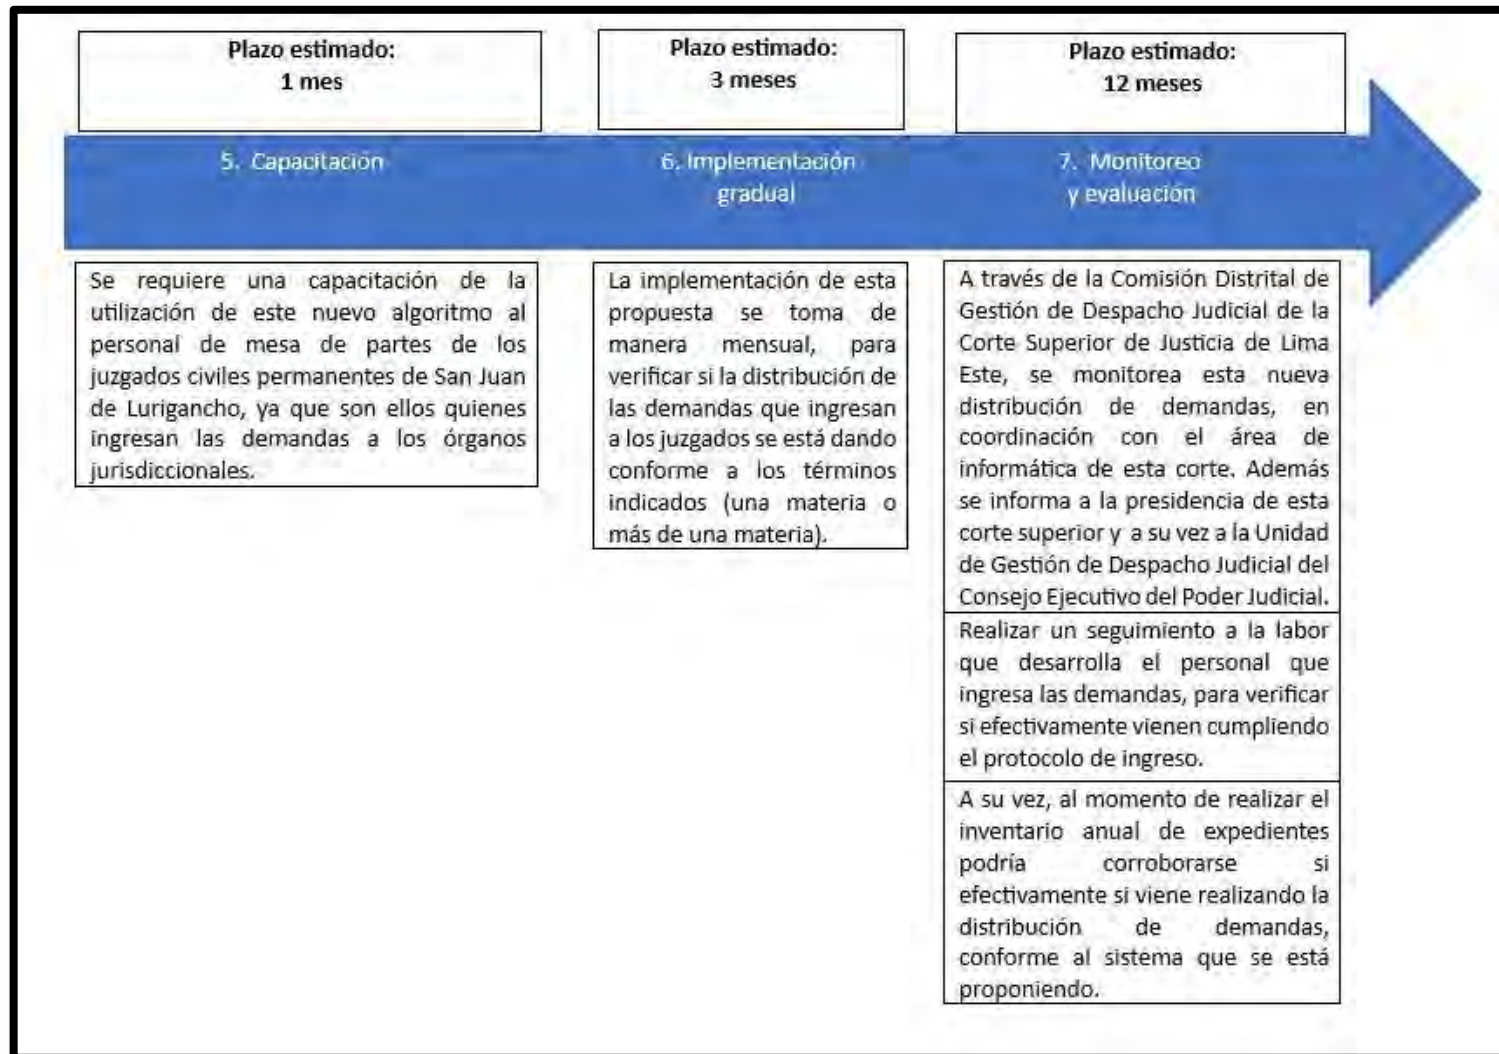 Plazo estimado:
1 mes
Plazo estimado:
3 meses
Plazo estimado:
12 meses
5. Capacitación
6. Implementación
gradual
7. Monitoreo
y evaluación
Se requiere una capacitación de la
utilización de este nuevo algoritmo al
personal de mesa de partes de los
juzgados civiles permanentes de San Juan
de Lurigancho, ya que son ellos quienes
ingresan las demandas a los órganos
jurisdiccionales.
La implementación de esta
propuesta se toma de
manera mensual, para
verificar si la distribución de
las demandas que ingresan
a los juzgados se está dando
conforme a los términos
indicados (una materia o
más de una materia).
A través de la Comisión Distrital de
Gestión de Despacho Judicial de la
Corte Superior de Justicia de Lima
Este, se monitorea esta nueva
distribución de demandas, en
coordinación con el área de
informática de esta corte. Además
se informa a la presidencia de esta
corte superior y a su vez a la Unidad
de Gestión de Despacho Judicial del
Consejo Ejecutivo del Poder Judicial.
Realizar un seguimiento a la labor
que desarrolla el personal que
ingresa las demandas, para verificar
si efectivamente vienen cumpliendo
el protocolo de ingreso.
A su vez, al momento de realizar el
inventario anual de expedientes
podría corroborarse si
efectivamente si viene realizando la
distribución de demandas,
conforme al sistema que se está
proponiendo.